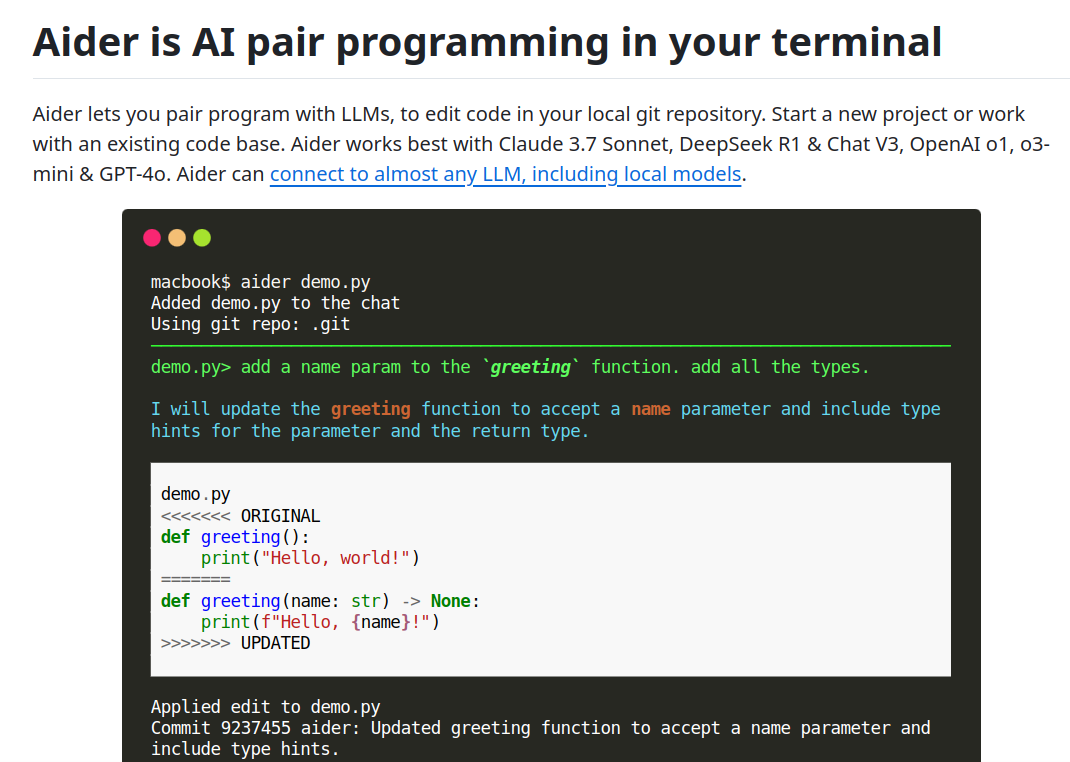 Aider is AI pair programming in your terminal
Aider lets you pair program with LLMs, to edit code in your local git repository. Start a new project or work
with an existing code base. Aider works best with Claude 3.7 Sonnet, DeepSeek R1 & Chat V3, OpenAI o1, o3-
mini & GPT-4o. Aider can connect to almost any LLM, including local models.
macbook$ aider demo.py
Added demo.py to the chat
Using git repo: .git
demo.py> add a name param to the `greeting` function. add all the types.
I will update the greeting function to accept a name parameter and include type
hints for the parameter and the return type.
demo.py
<<<<<<< ORIGINAL
def greeting():
    print("Hello, world!")
=======
def greeting(name: str) -> None:
    print(f"Hello, {name}!")
>>>>>>> UPDATED
Applied edit to demo.py
Commit 9237455 aider: Updated greeting function to accept a name parameter and
include type hints.